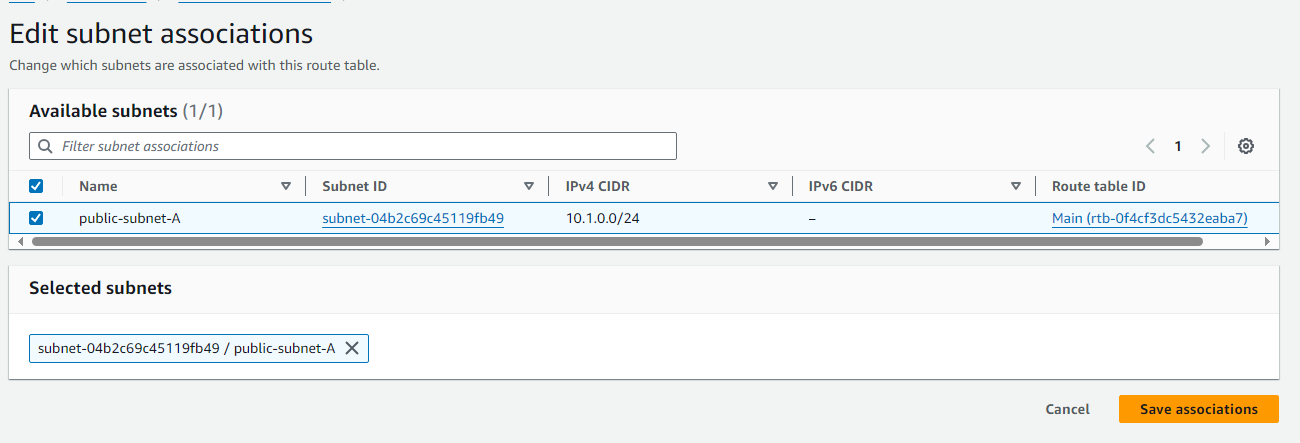 Edit subnet associations
Change which subnets are associated with this route table.
Available subnets (1/1)
Filter subnet associations
1
Name Subnet ID IPv4 CIDR IPv6 CIDR Route table ID
public-subnet-A subnet-04b2c69c45119fb49 10.1.0.0/24 – Main (rtb-0f4cf3dc5432eaba7)
Selected subnets
subnet-04b2c69c45119fb49 / public-subnet-A
Cancel Save associations